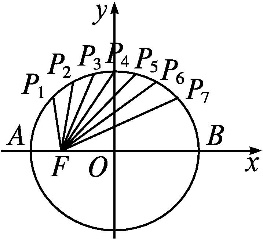 y
P₁ P₂ P₃ P₄ P₅ P₆ P₇
A F O B x